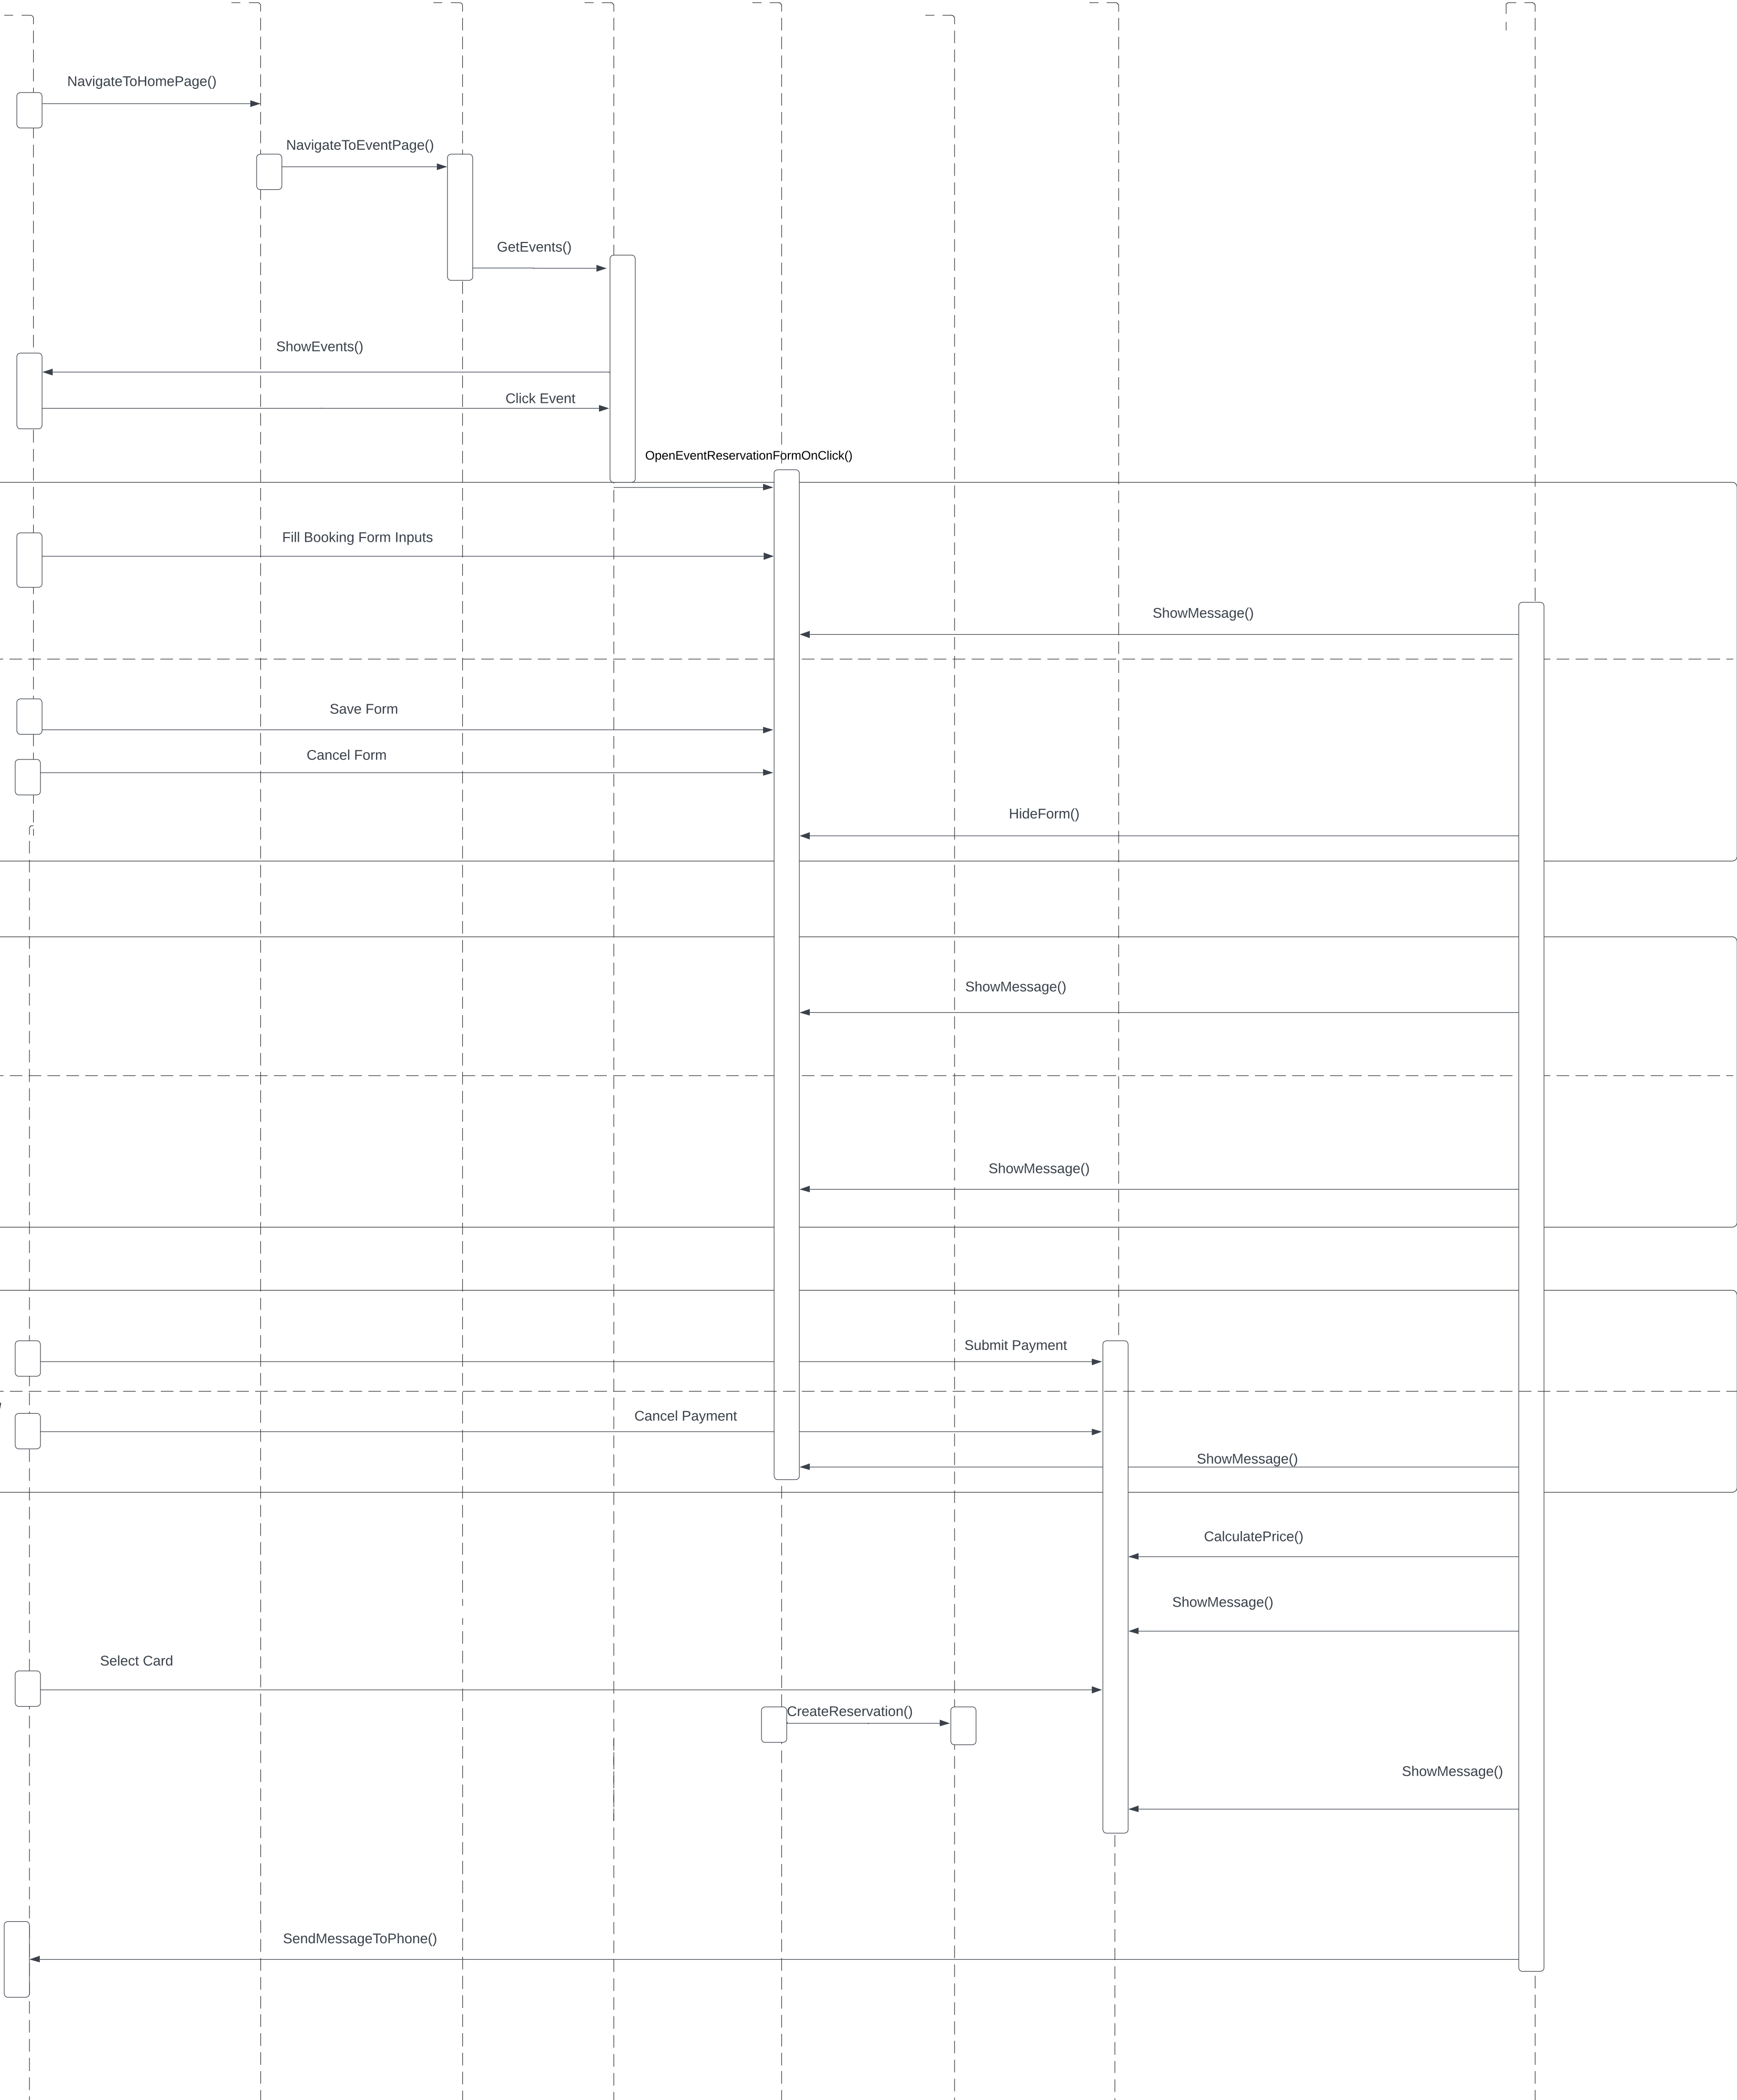 NavigateToHomePage()
NavigateToEventPage()
GetEvents()
ShowEvents()
Click Event
OpenEventReservationFormOnClick()
Fill Booking Form Inputs
ShowMessage()
Save Form
Cancel Form
HideForm()
ShowMessage()
ShowMessage()
Submit Payment
Cancel Payment
ShowMessage()
CalculatePrice()
ShowMessage()
Select Card
CreateReservation()
ShowMessage()
SendMessageToPhone()